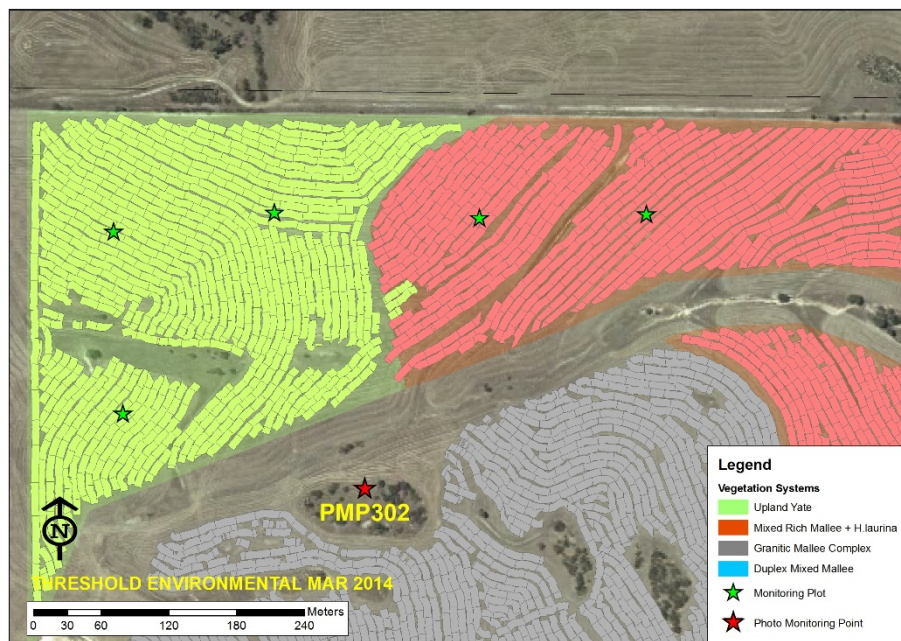 PMP302
N
THRESHOLD ENVIRONMENTAL MAR 2014
Meters
0 30 60 120 180 240
Legend
Vegetation Systems
Upland Yate
Mixed Rich Mallee + H.laurina
Granitic Mallee Complex
Duplex Mixed Mallee
Monitoring Plot
Photo Monitoring Point